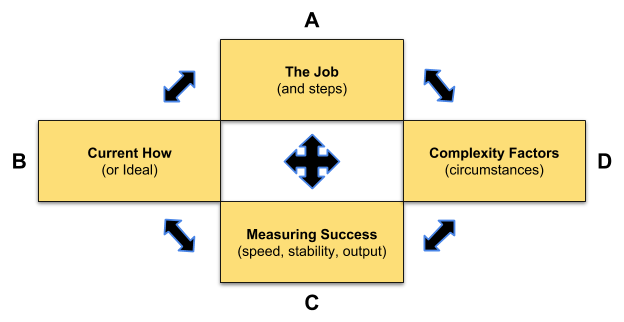 A
The Job
(and steps)
B
Current How
(or Ideal)
Complexity Factors
(circumstances)
D
Measuring Success
(speed, stability, output)
C